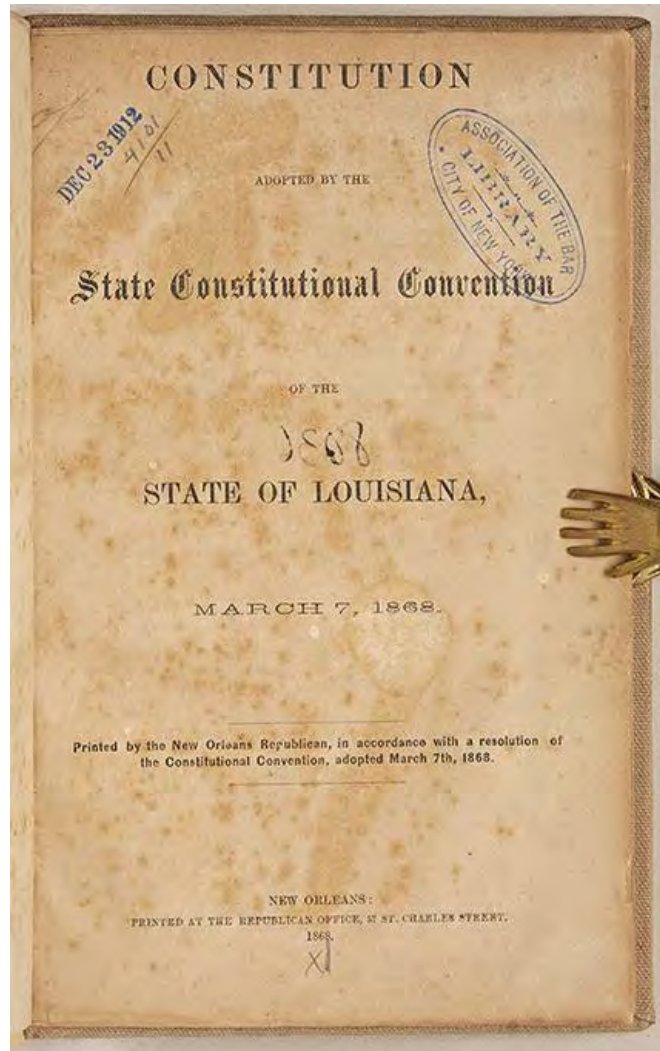 CONSTITUTION
DEC 23 1912
4101
11
ASSOCIATION OF THE BAR
LIBRARY
CITY OF NEW YORK
ADOPTED BY THE
State Constitutional Convention
OF THE
1868
STATE OF LOUISIANA,
MARCH 7, 1868.
Printed by the New Orleans Republican, in accordance with a resolution of
the Constitutional Convention, adopted March 7th, 1868.
NEW ORLEANS:
PRINTED AT THE REPUBLICAN OFFICE, 57 ST. CHARLES STREET.
1868.